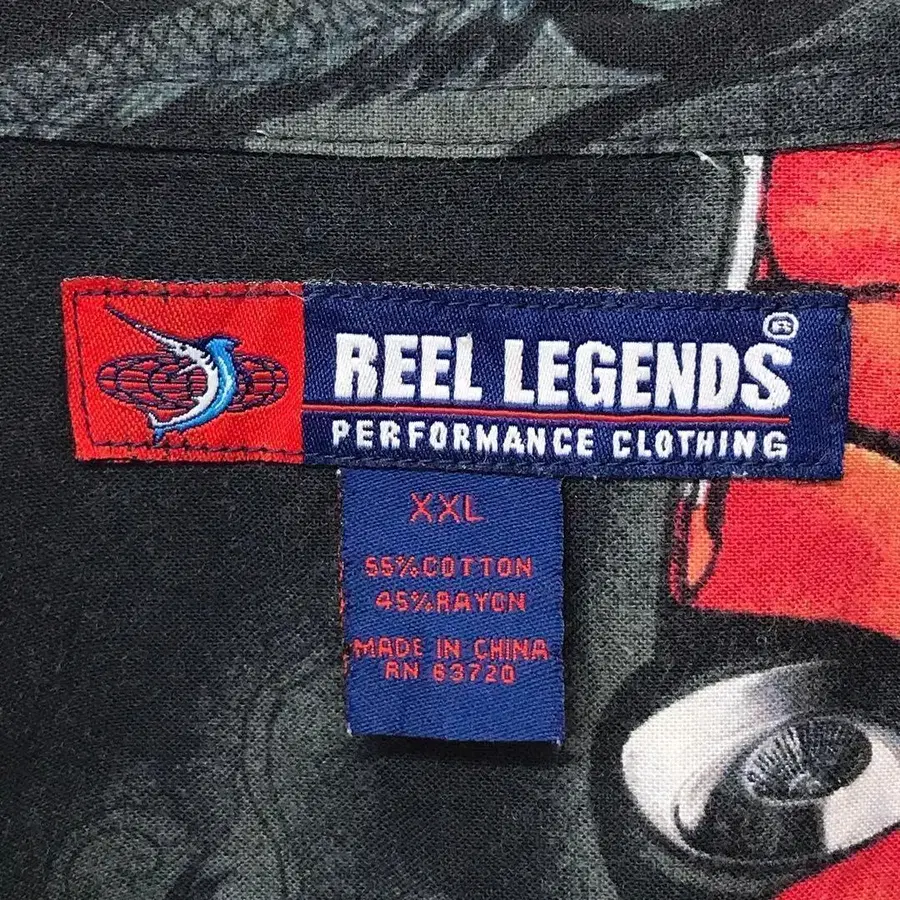 REEL LEGENDS®
PERFORMANCE CLOTHING
XXL
55%COTTON
45%RAYON
MADE IN CHINA
RN 63720